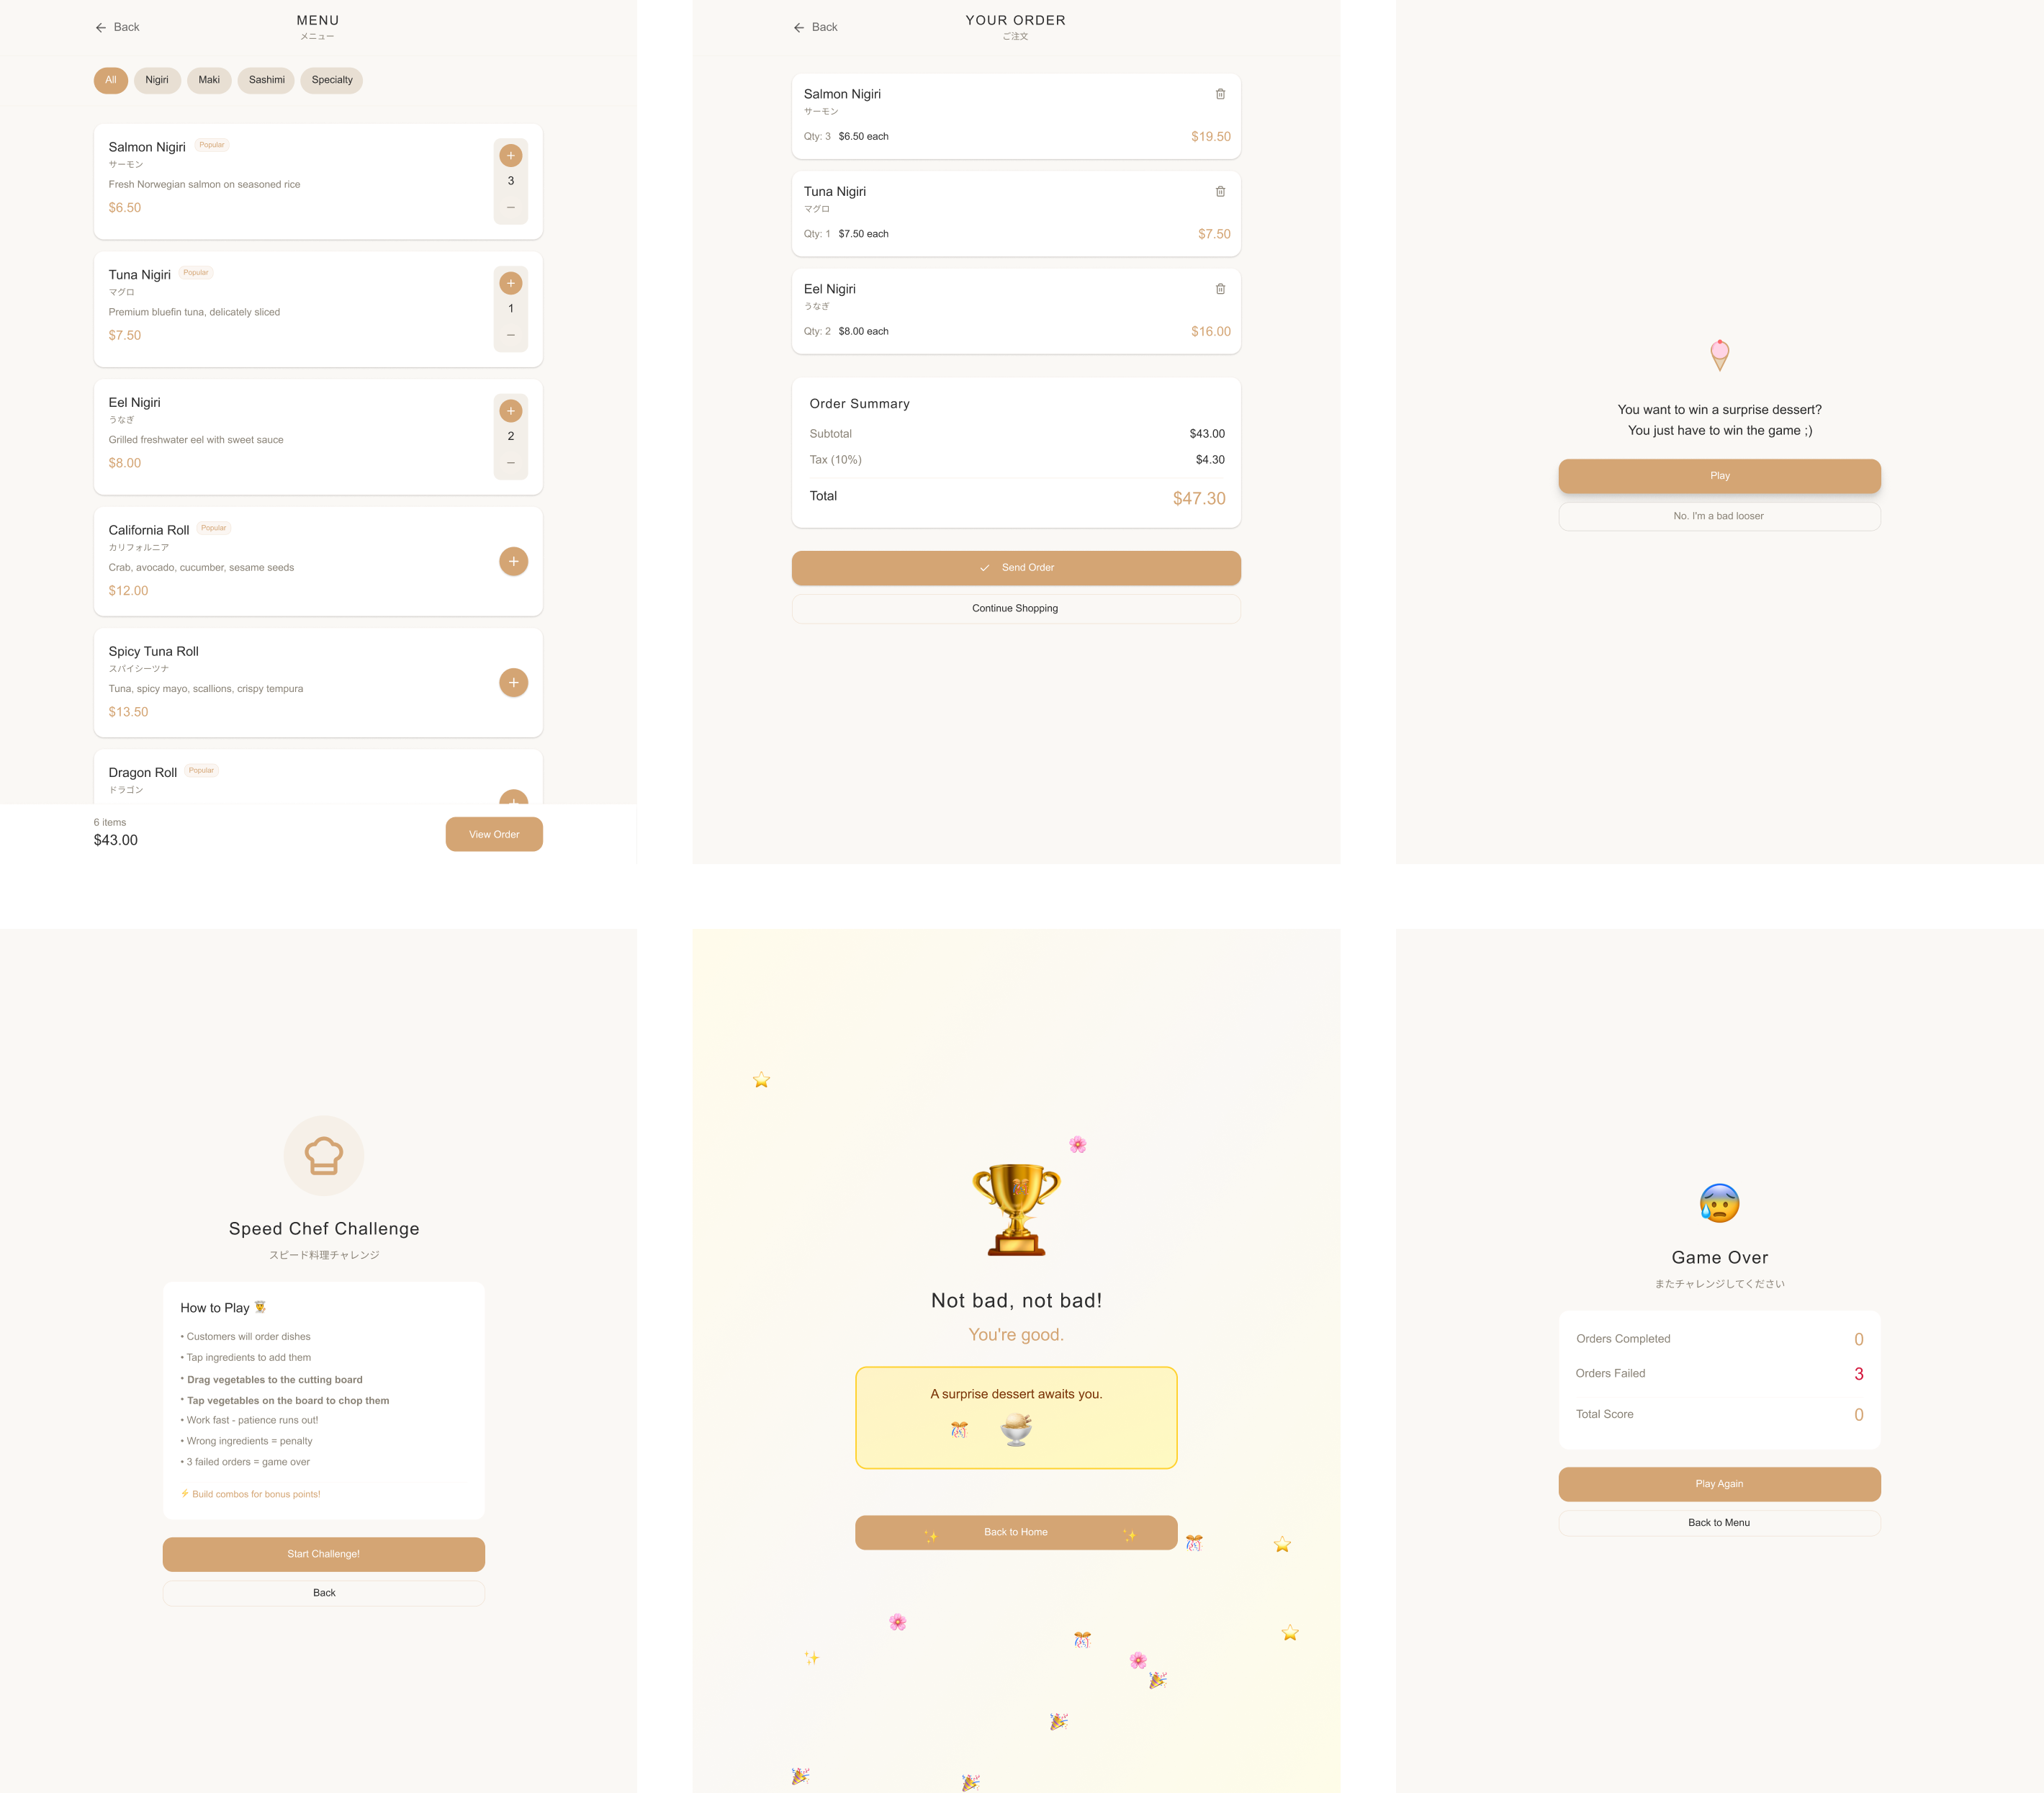 Back
MENU
メニュー
All
Nigiri
Maki
Sashimi
Specialty
Salmon Nigiri Popular
サーモン
Fresh Norwegian salmon on seasoned rice
$6.50
3
Tuna Nigiri Popular
マグロ
Premium bluefin tuna, delicately sliced
$7.50
1
Eel Nigiri
うなぎ
Grilled freshwater eel with sweet sauce
$8.00
2
California Roll Popular
カリフォルニア
Crab, avocado, cucumber, sesame seeds
$12.00
Spicy Tuna Roll
スパイシーツナ
Tuna, spicy mayo, scallions, crispy tempura
$13.50
Dragon Roll Popular
ドラゴン
6 items
$43.00
View Order
Back
YOUR ORDER
ご注文
Salmon Nigiri
サーモン
Qty: 3 $6.50 each $19.50
Tuna Nigiri
マグロ
Qty: 1 $7.50 each $7.50
Eel Nigiri
うなぎ
Qty: 2 $8.00 each $16.00
Order Summary
Subtotal $43.00
Tax (10%) $4.30
Total $47.30
Send Order
Continue Shopping
You want to win a surprise dessert?
You just have to win the game ;)
Play
No. I'm a bad looser
Speed Chef Challenge
スピード料理チャレンジ
How to Play
• Customers will order dishes
• Tap ingredients to add them
• Drag vegetables to the cutting board
• Tap vegetables on the board to chop them
• Work fast - patience runs out!
• Wrong ingredients = penalty
• 3 failed orders = game over
Build combos for bonus points!
Start Challenge!
Back
Not bad, not bad!
You're good.
A surprise dessert awaits you.
Back to Home
Game Over
またチャレンジしてください
Orders Completed 0
Orders Failed 3
Total Score 0
Play Again
Back to Menu